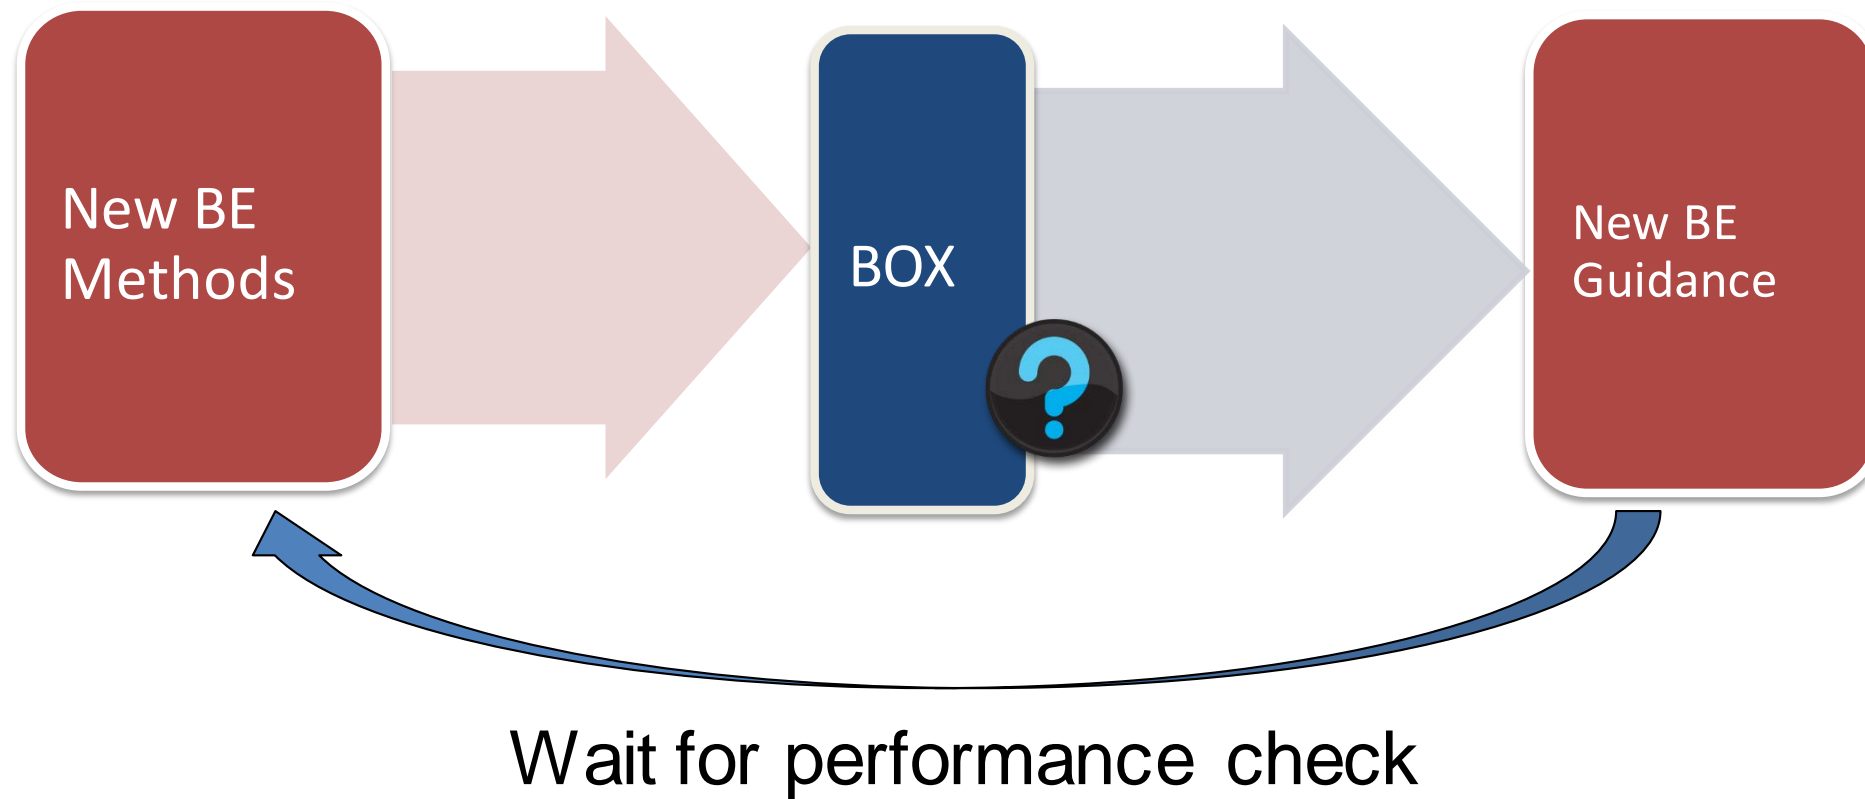 New BE
Methods
BOX
?
New BE
Guidance
Wait for performance check